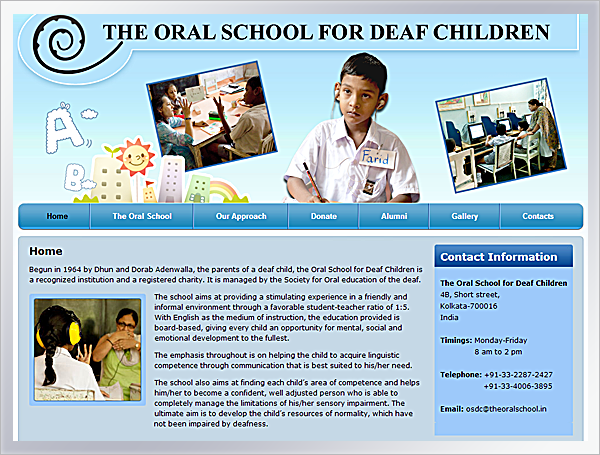 THE ORAL SCHOOL FOR DEAF CHILDREN
A
B
Farid
Home
The Oral School
Our Approach
Donate
Alumni
Gallery
Contacts
Home
Begun in 1964 by Dhun and Dorab Adenwalla, the parents of a deaf child, the Oral School for Deaf Children is
a recognized institution and a registered charity. It is managed by the Society for Oral education of the deaf.
The school aims at providing a stimulating experience in a friendly and
informal environment through a favorable student-teacher ratio of 1:5.
With English as the medium of instruction, the education provided is
board-based, giving every child an opportunity for mental, social and
emotional development to the fullest.
The emphasis throughout is on helping the child to acquire linguistic
competence through communication that is best suited to his/her need.
The school also aims at finding each child's area of competence and helps
him/her to become a confident, well adjusted person who is able to
completely manage the limitations of his/her sensory impairment. The
ultimate aim is to develop the child's resources of normality, which have
not been impaired by deafness.
Contact Information
The Oral School for Deaf Children
4B, Short street,
Kolkata-700016
India
Timings: Monday-Friday
8 am to 2 pm
Telephone: +91-33-2287-2427
+91-33-4006-3895
Email: osdc@theoralschool.in